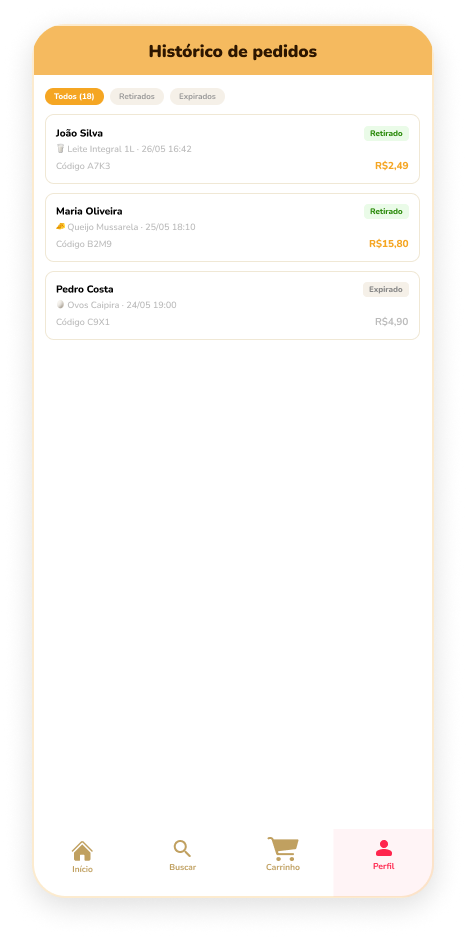 Histórico de pedidos
Todos (18) Retirados Expirados
João Silva Retirado
Leite Integral 1L · 26/05 16:42
Código A7K3 R$2,49
Maria Oliveira Retirado
Queijo Mussarela · 25/05 18:10
Código B2M9 R$15,80
Pedro Costa Expirado
Ovos Caipira · 24/05 19:00
Código C9X1 R$4,90
Início Buscar Carrinho Perfil